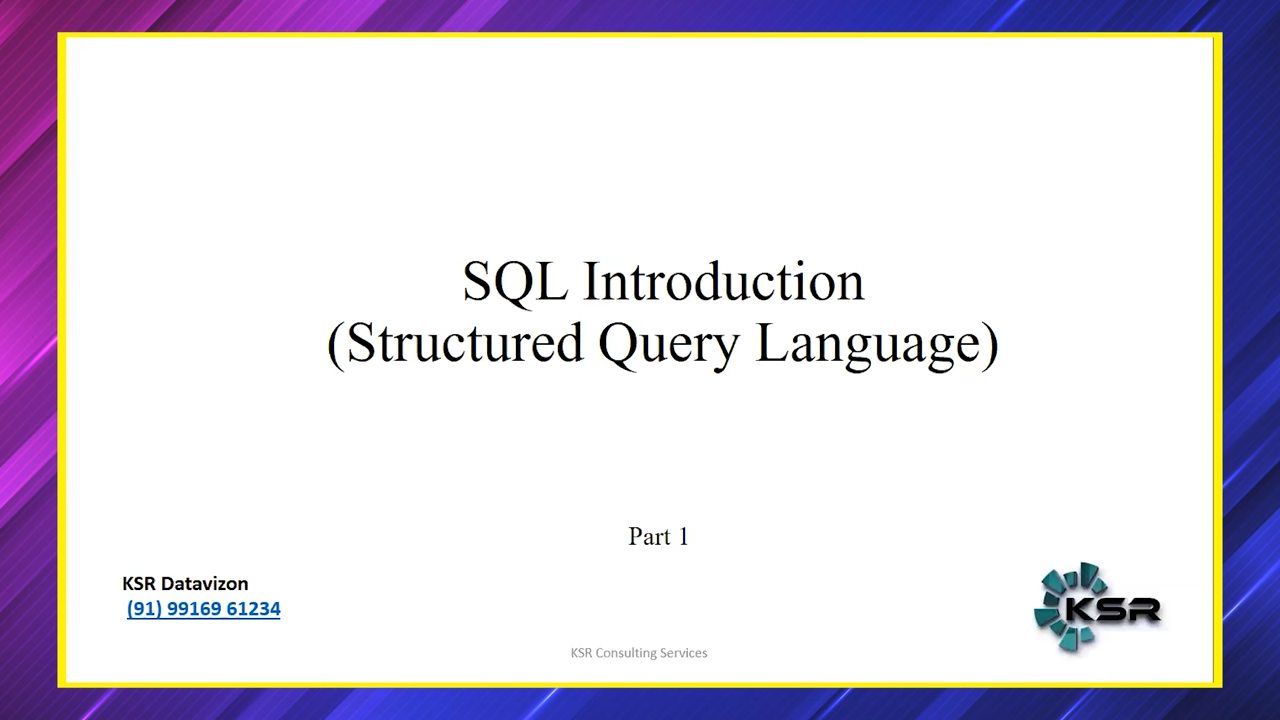 SQL Introduction
(Structured Query Language)
Part 1
KSR Datavizon
(91) 99169 61234
KSR
KSR Consulting Services